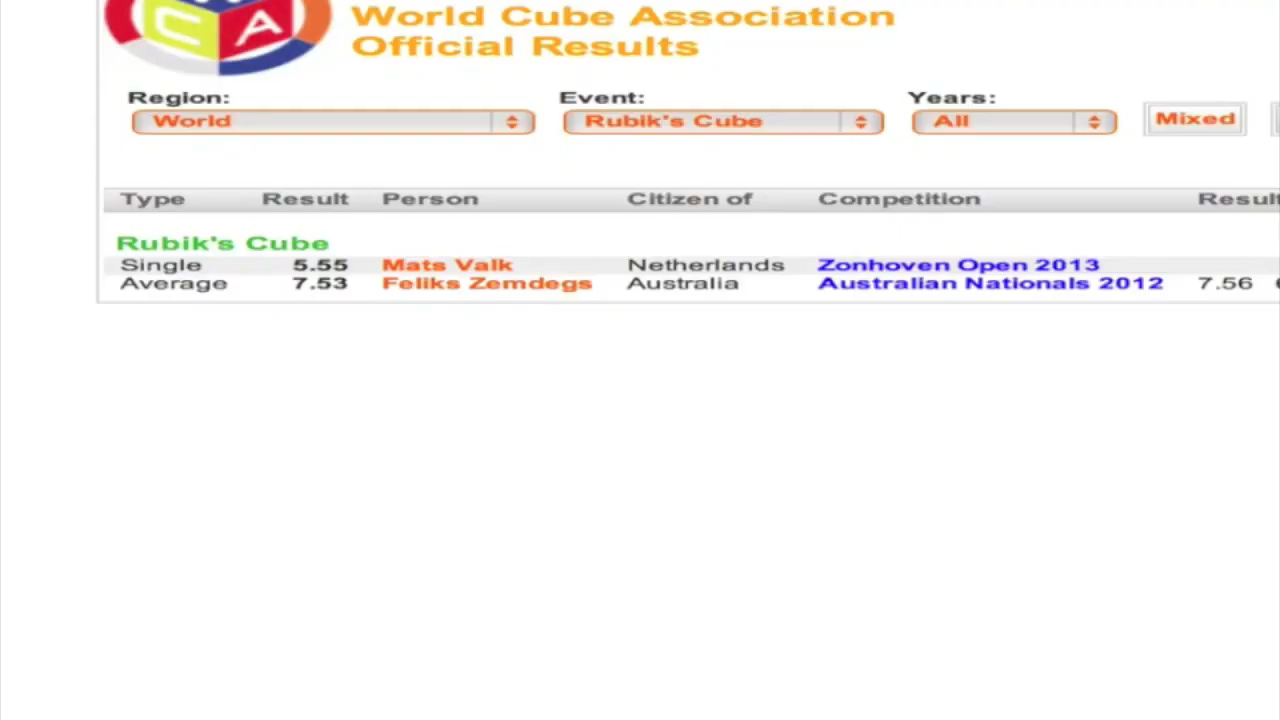 CA
World Cube Association
Official Results
Region: Event: Years:
World Rubik's Cube All Mixed
Type Result Person Citizen of Competition Result
Rubik's Cube
Single 5.55 Mats Valk Netherlands Zonhoven Open 2013
Average 7.53 Feliks Zemdegs Australia Australian Nationals 2012 7.56